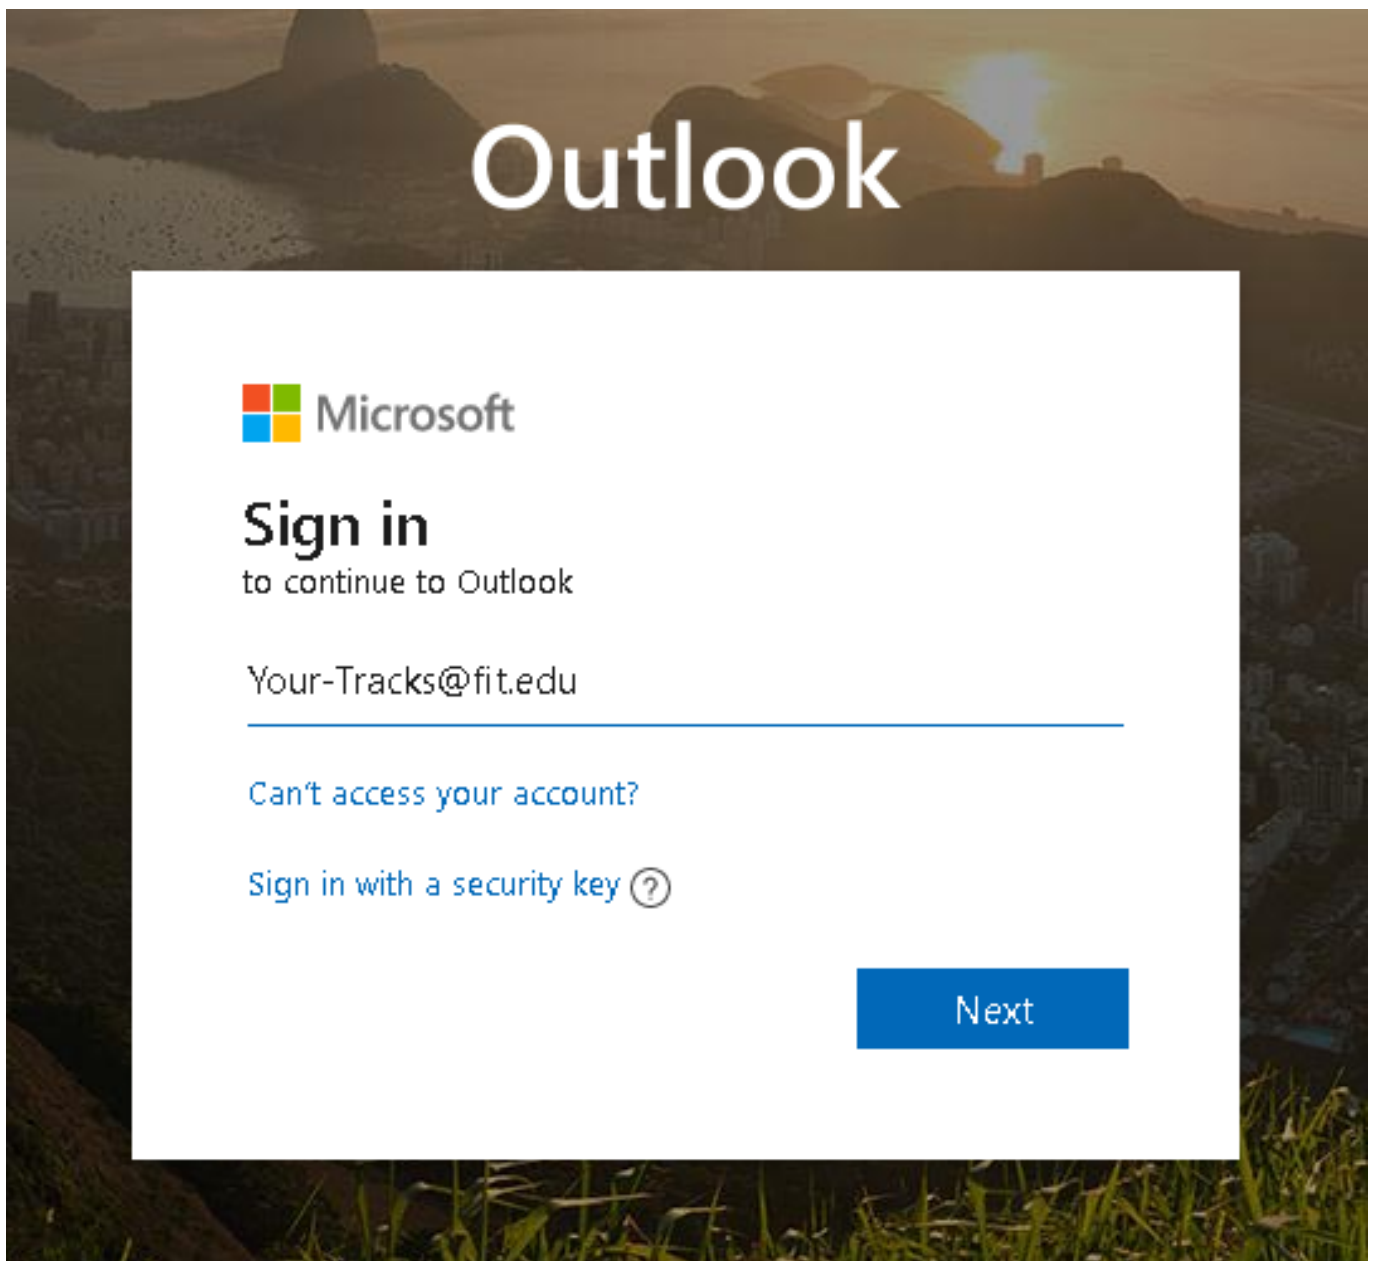 Outlook
Microsoft
Sign in
to continue to Outlook
Your-Tracks@fit.edu
Can't access your account?
Sign in with a security key ?
Next